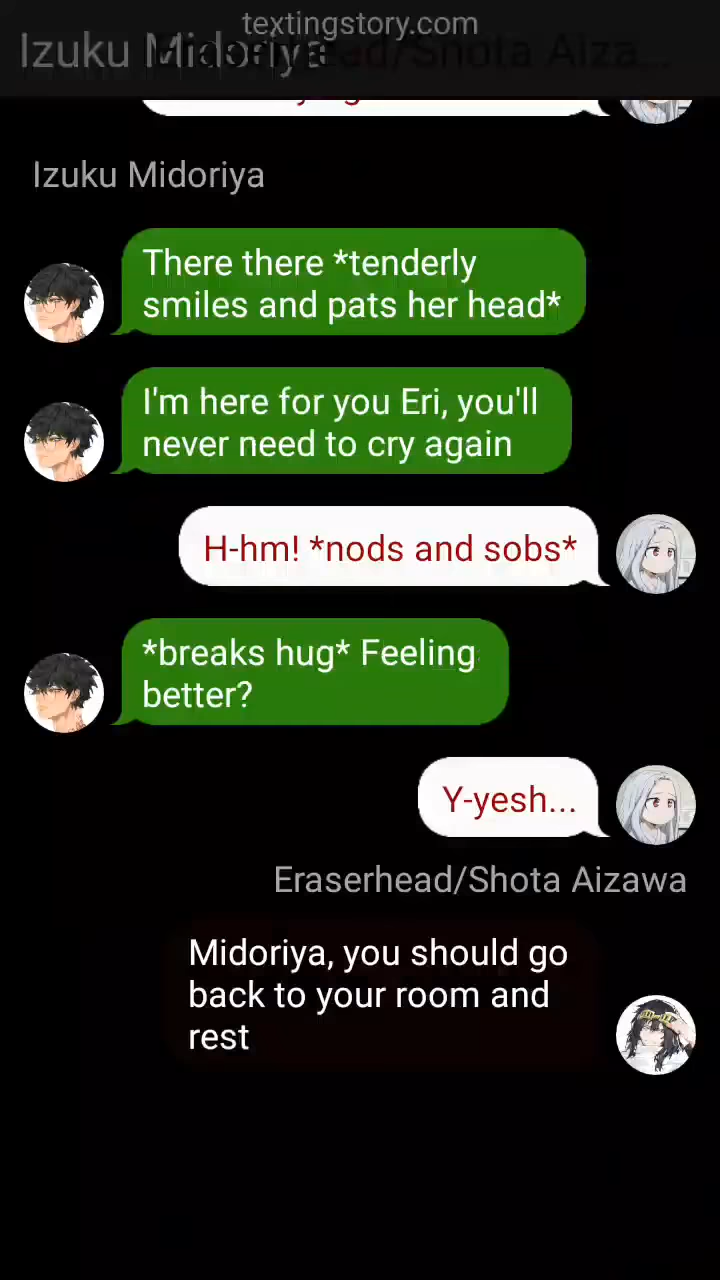 textingstory.com
Izuku Midoriya
Eraserhead/Shota Aiza...
Izuku Midoriya
There there *tenderly
smiles and pats her head*
I'm here for you Eri, you'll
never need to cry again
H-hm! *nods and sobs*
*breaks hug* Feeling
better?
Y-yesh...
Eraserhead/Shota Aizawa
Midoriya, you should go
back to your room and
rest